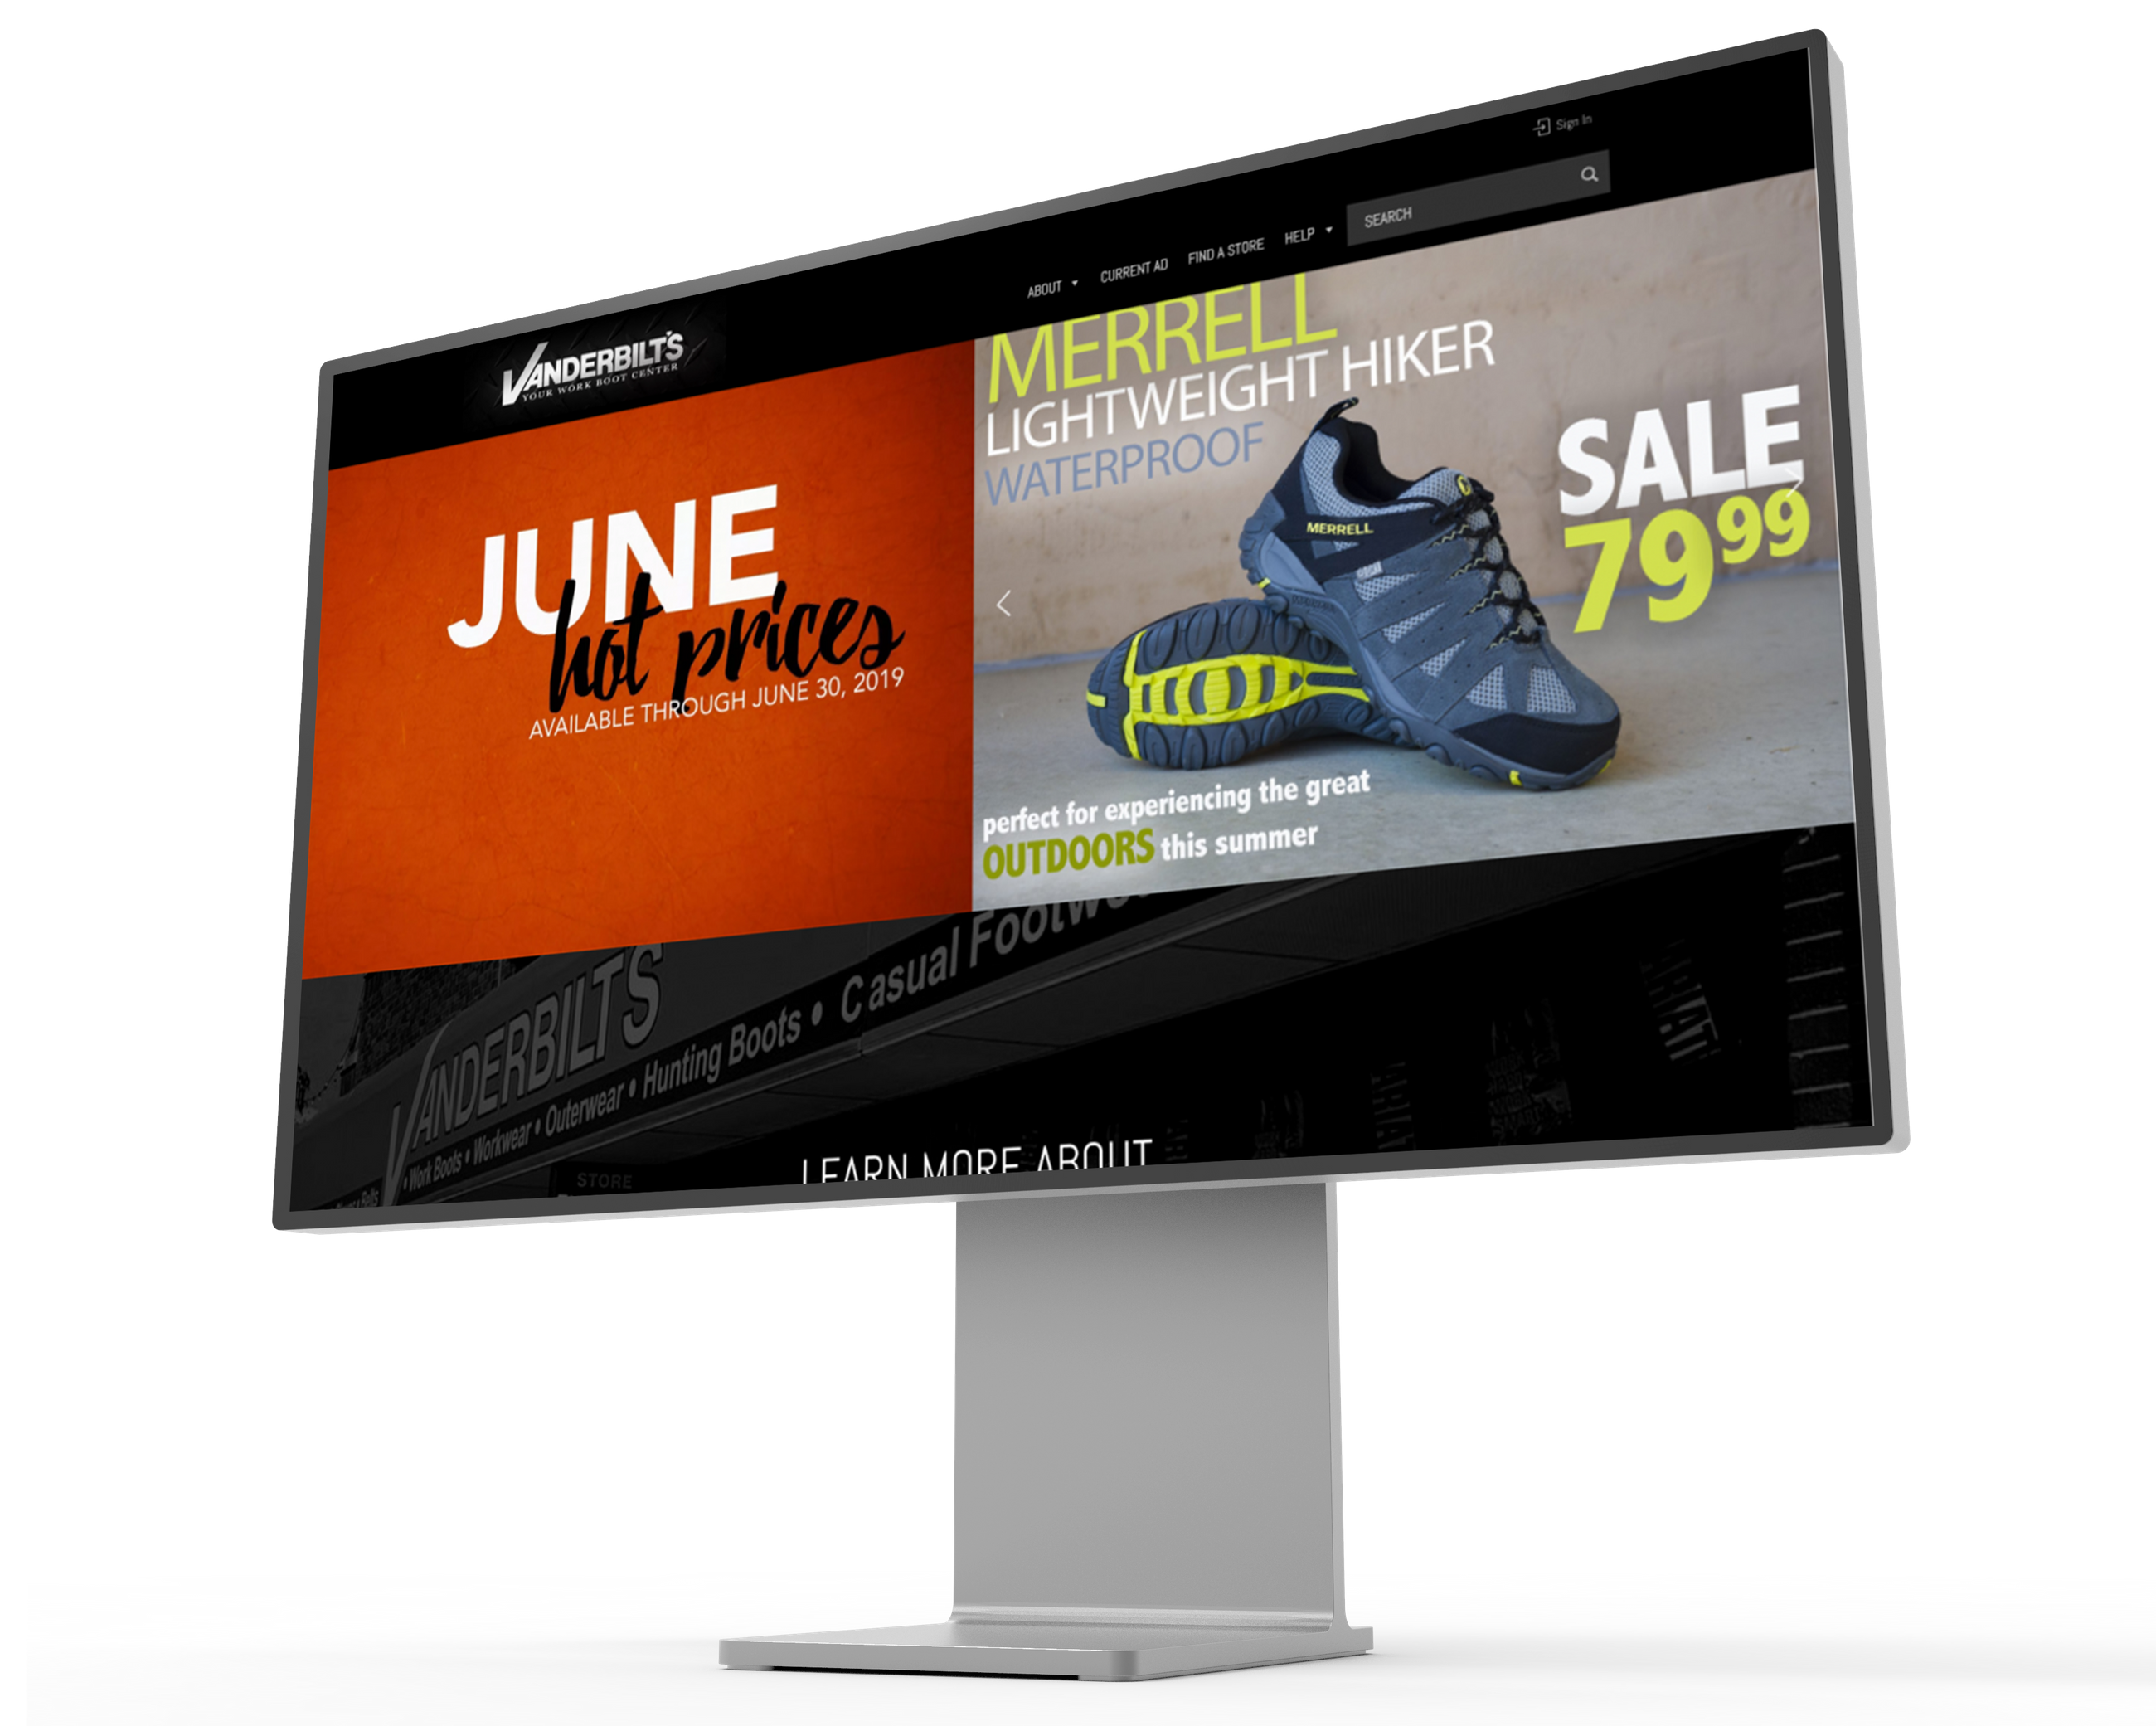 Sign In
ABOUT
CURRENT AD
FIND A STORE
HELP
SEARCH
VANDERBILT'S
YOUR WORK BOOT CENTER
JUNE
hot prices
AVAILABLE THROUGH JUNE 30, 2019
MERRELL
LIGHTWEIGHT HIKER
WATERPROOF
MERRELL
SALE
79 99
perfect for experiencing the great
OUTDOORS this summer
VANDERBILTS
• Work Boots • Workwear • Outerwear • Hunting Boots • Casual
STORE
LEARN MORE ABOUT